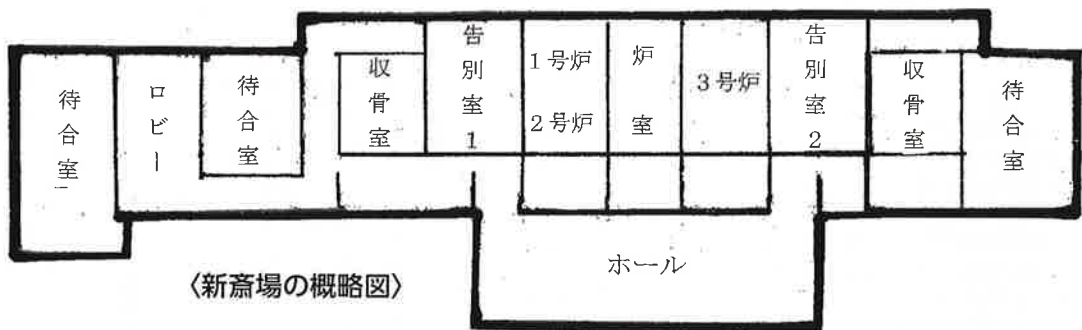 待合室
ロビー
待合室
収骨室
告別室1
1号炉
2号炉
炉室
3号炉
告別室2
収骨室
待合室
ホール
〈新斎場の概略図〉